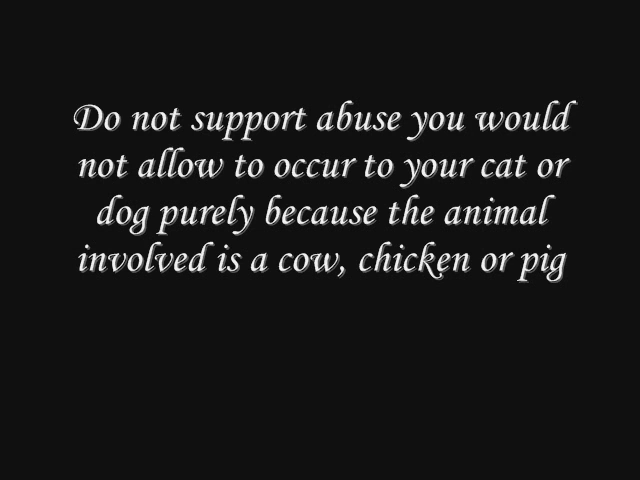 Do not support abuse you would
not allow to occur to your cat or
dog purely because the animal
involved is a cow, chicken or pig